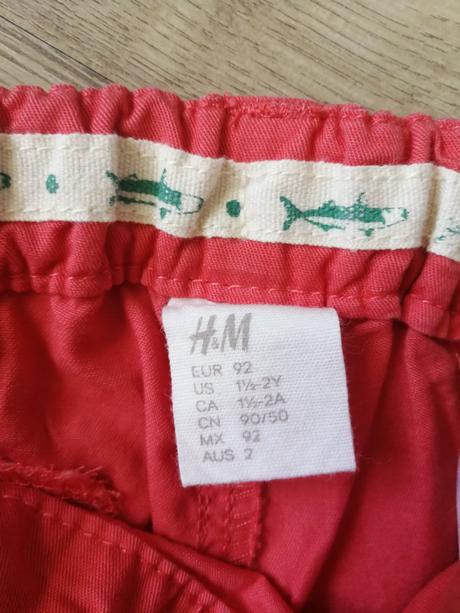 H&M
EUR 92
US 1½-2Y
CA 1½-2A
CN 90/50
MX 92
AUS 2